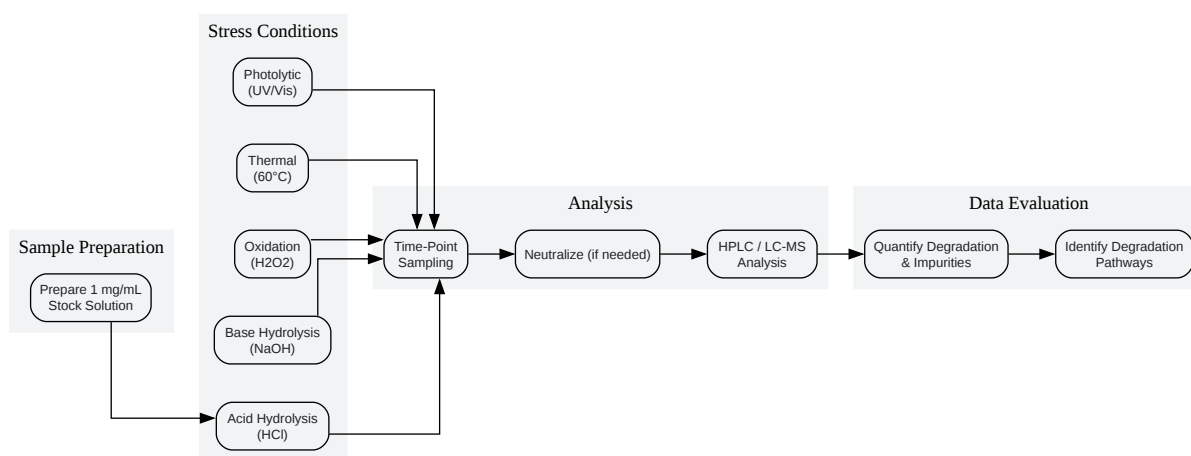 Stress Conditions
Photolytic
(UV/Vis)
Thermal
(60°C)
Oxidation
(H2O2)
Base Hydrolysis
(NaOH)
Acid Hydrolysis
(HCl)
Sample Preparation
Prepare 1 mg/mL
Stock Solution
Analysis
Time-Point
Sampling
Neutralize (if needed)
HPLC / LC-MS
Analysis
Data Evaluation
Quantify Degradation
& Impurities
Identify Degradation
Pathways